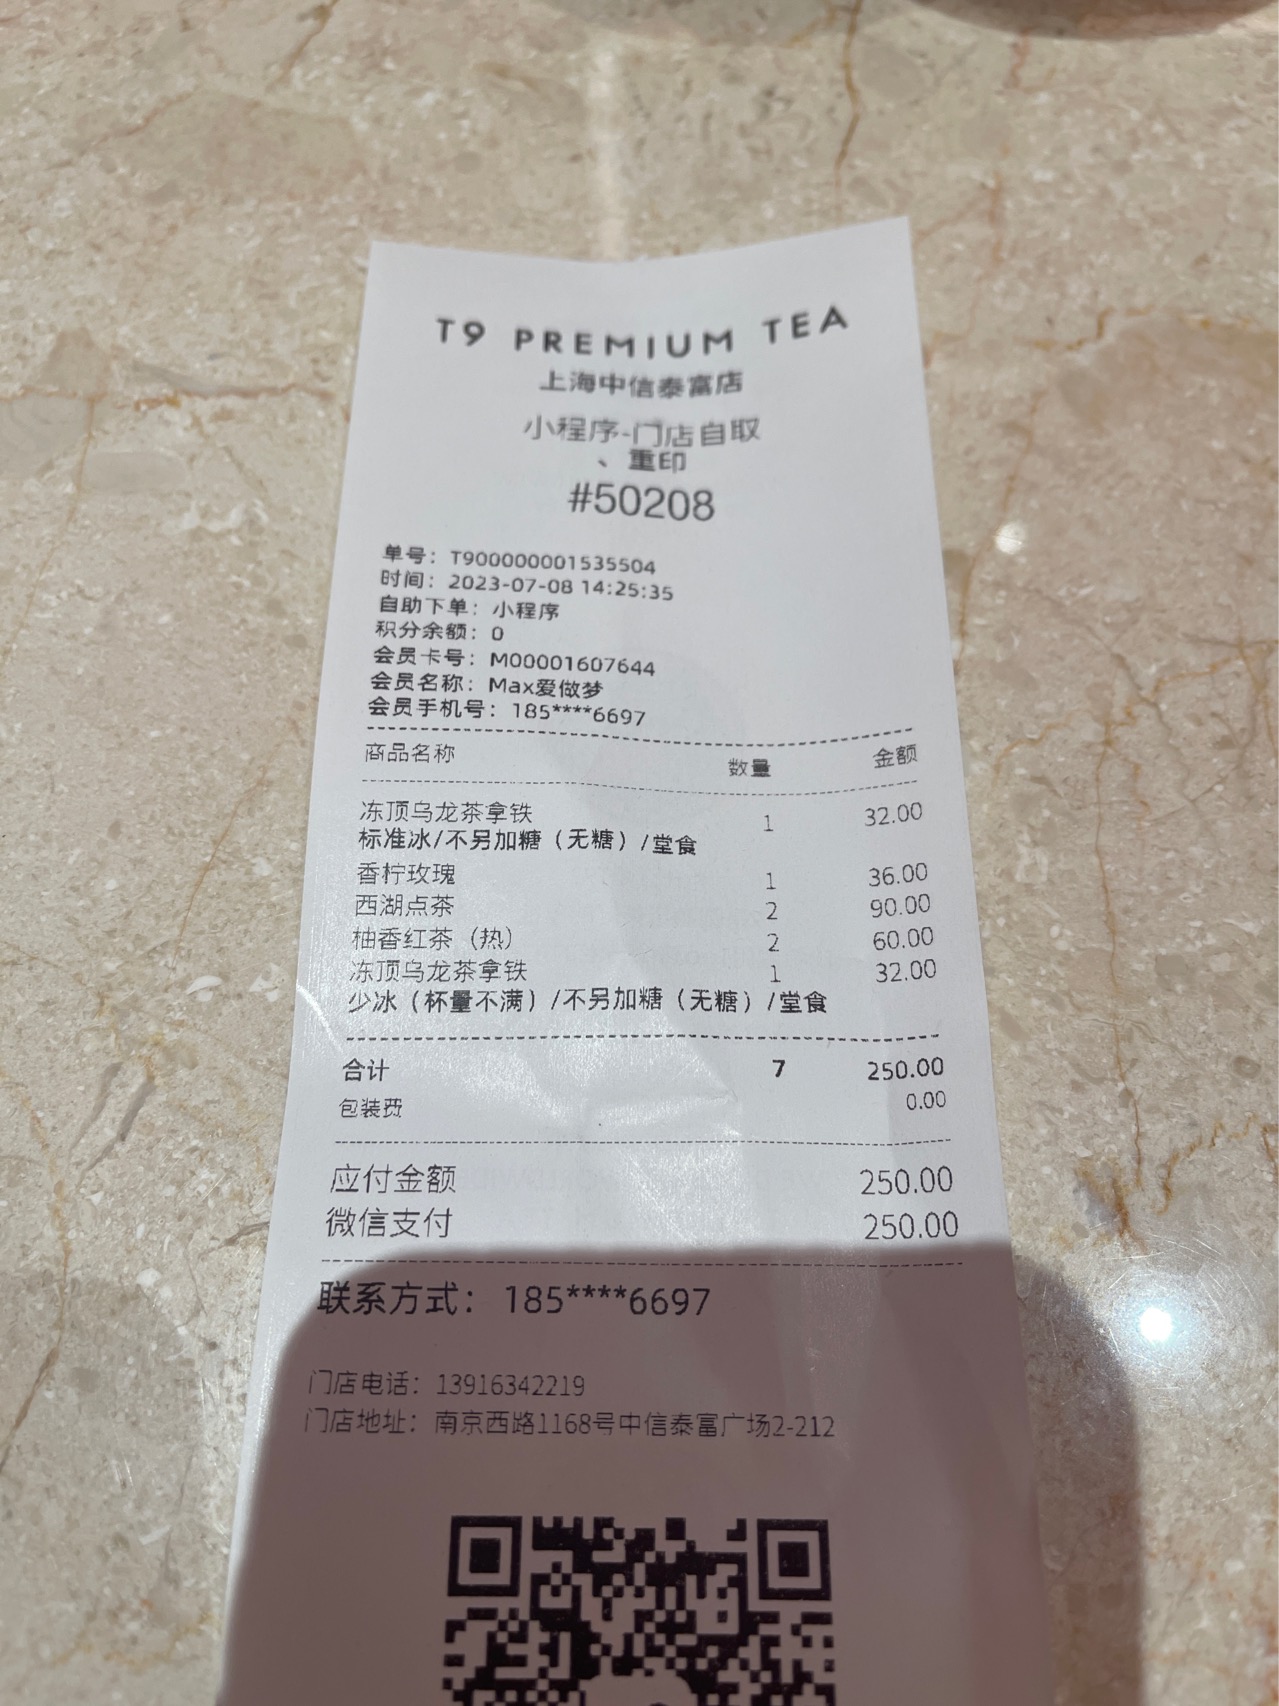 T9 PREMIUM TEA
上海中信泰富店
小程序-门店自取
、重印
#50208
单号：T900000001535504
时间：2023-07-08 14:25:35
自助下单：小程序
积分余额：0
会员卡号：M00001607644
会员名称：Max爱做梦
会员手机号：185****6697
商品名称 数量 金额
冻顶乌龙茶拿铁 1 32.00
标准冰/不另加糖（无糖）/堂食
香柠玫瑰 1 36.00
西湖点茶 2 90.00
柚香红茶（热） 2 60.00
冻顶乌龙茶拿铁 1 32.00
少冰（杯量不满）/不另加糖（无糖）/堂食
合计 7 250.00
包装费 0.00
应付金额 250.00
微信支付 250.00
联系方式：185****6697
门店电话：13916342219
门店地址：南京西路1168号中信泰富广场2-212